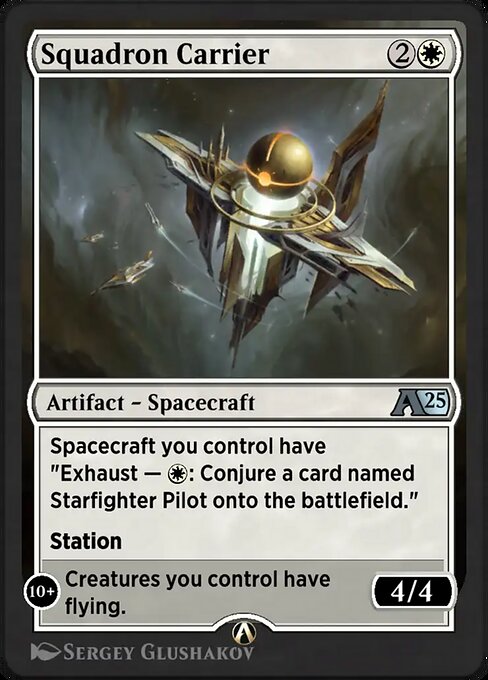 Squadron Carrier 2
Artifact – Spacecraft A25
Spacecraft you control have
"Exhaust — : Conjure a card named
Starfighter Pilot onto the battlefield."
Station
10+ Creatures you control have
flying.
4/4
A
Sergey Glushakov